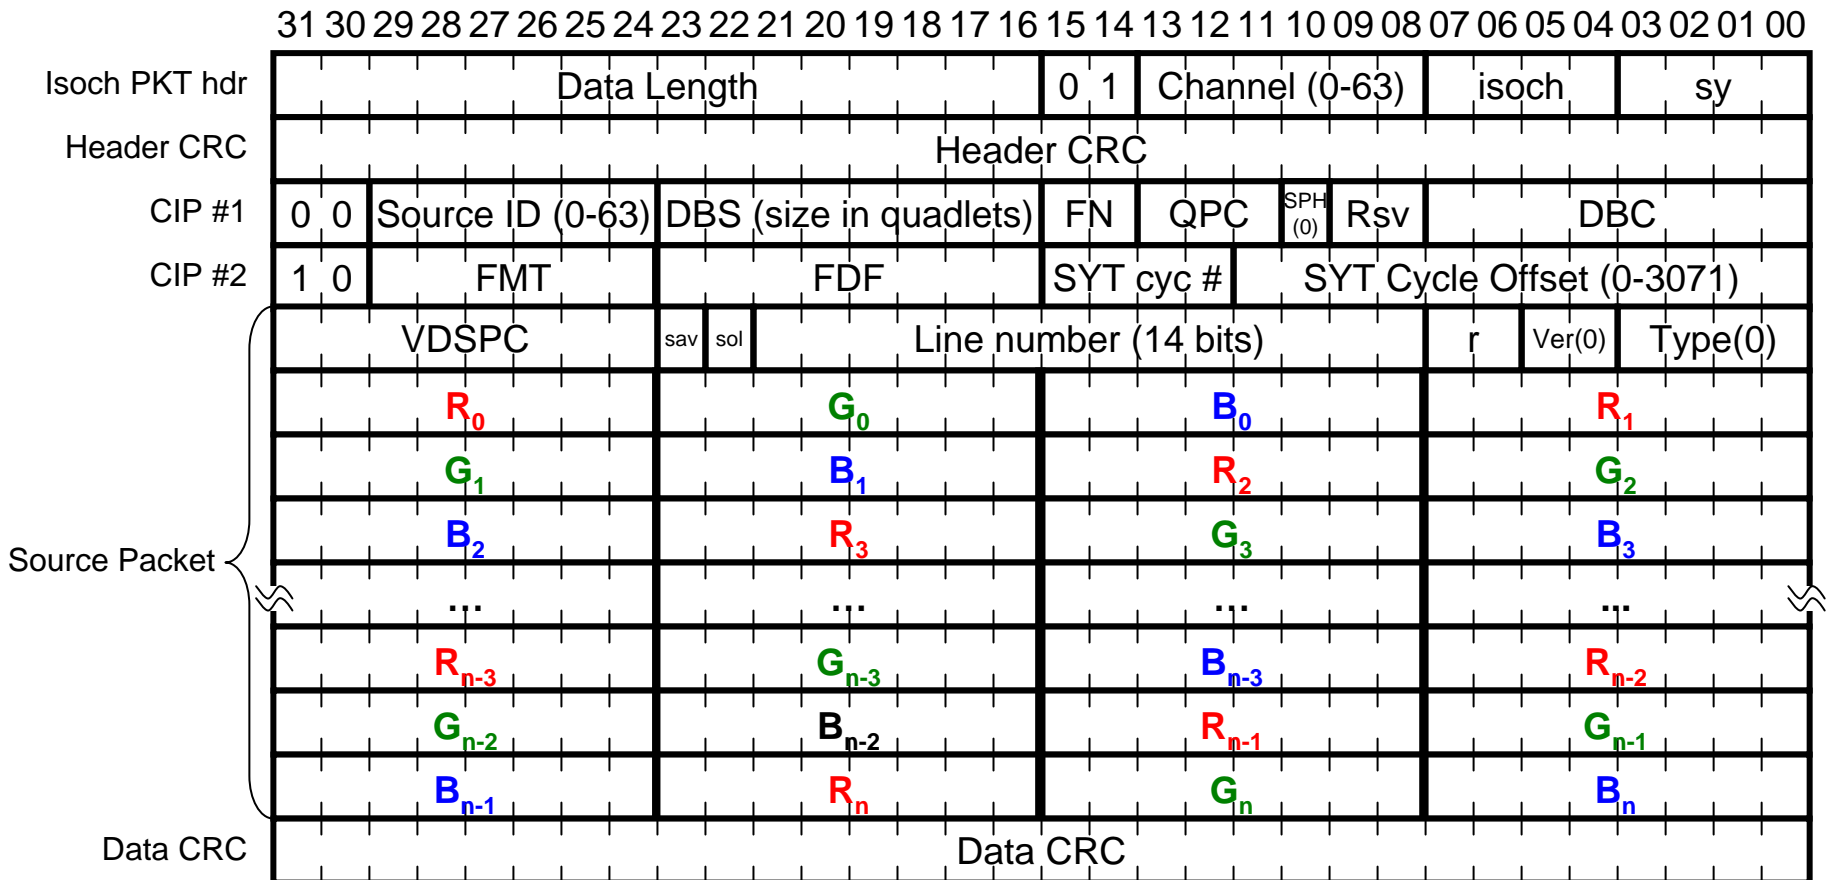 31 30 29 28 27 26 25 24 23 22 21 20 19 18 17 16 15 14 13 12 11 10 09 08 07 06 05 04 03 02 01 00
Isoch PKT hdr Data Length 0 1 Channel (0-63) isoch sy
Header CRC Header CRC
CIP #1 0 0 Source ID (0-63) DBS (size in quadlets) FN QPC SPH (0) Rsv DBC
CIP #2 1 0 FMT FDF SYT cyc # SYT Cycle Offset (0-3071)
VDSPC sav sol Line number (14 bits) r Ver(0) Type(0)
R0 G0 B0 R1
G1 B1 R2 G2
B2 R3 G3 B3
Source Packet
... ... ... ...
Rn-3 Gn-3 Bn-3 Rn-2
Gn-2 Bn-2 Rn-1 Gn-1
Bn-1 Rn Gn Bn
Data CRC Data CRC